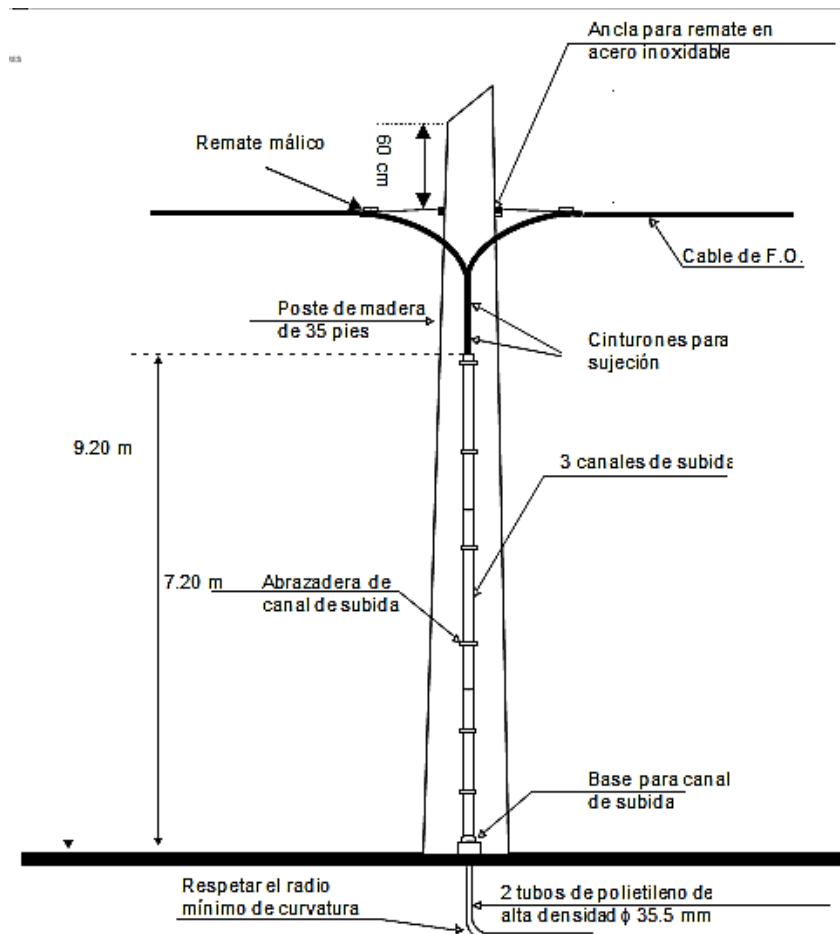 Ancla para remate en
acero inoxidable
Remate málico
60 cm
Cable de F.O.
Poste de madera
de 35 pies
Cinturones para
sujeción
9.20 m
3 canales de subida
7.20 m
Abrazadera de
canal de subida
Base para canal
de subida
Respetar el radio
mínimo de curvatura
2 tubos de polietileno de
alta densidad ϕ 35.5 mm